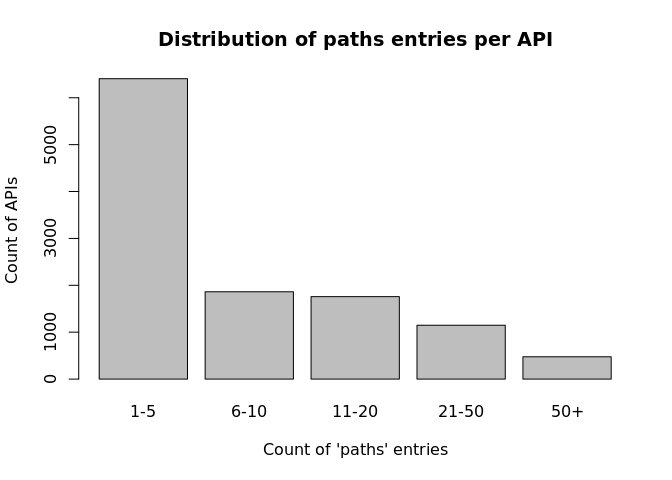 Distribution of paths entries per API
Count of APIs
5000
3000
1000
0
1-5 6-10 11-20 21-50 50+
Count of 'paths' entries